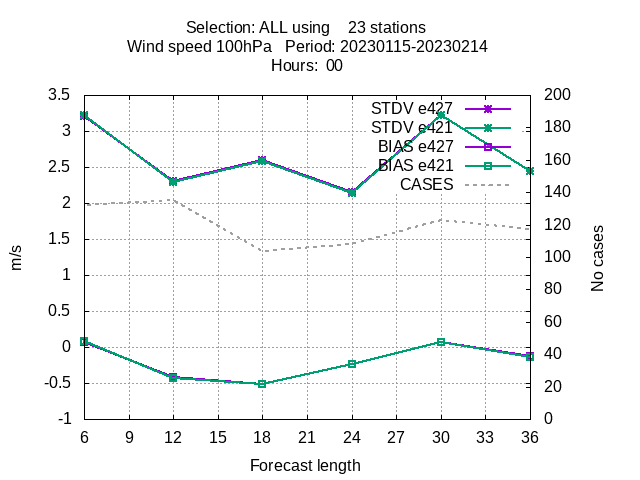 Selection: ALL using 23 stations
Wind speed 100hPa Period: 20230115-20230214
Hours: 00
3.5
3
2.5
2
1.5
1
0.5
0
-0.5
-1
m/s
STDV e427
STDV e421
BIAS e427
BIAS e421
CASES
200
180
160
140
120
100
80
60
40
20
0
No cases
6 9 12 15 18 21 24 27 30 33 36
Forecast length